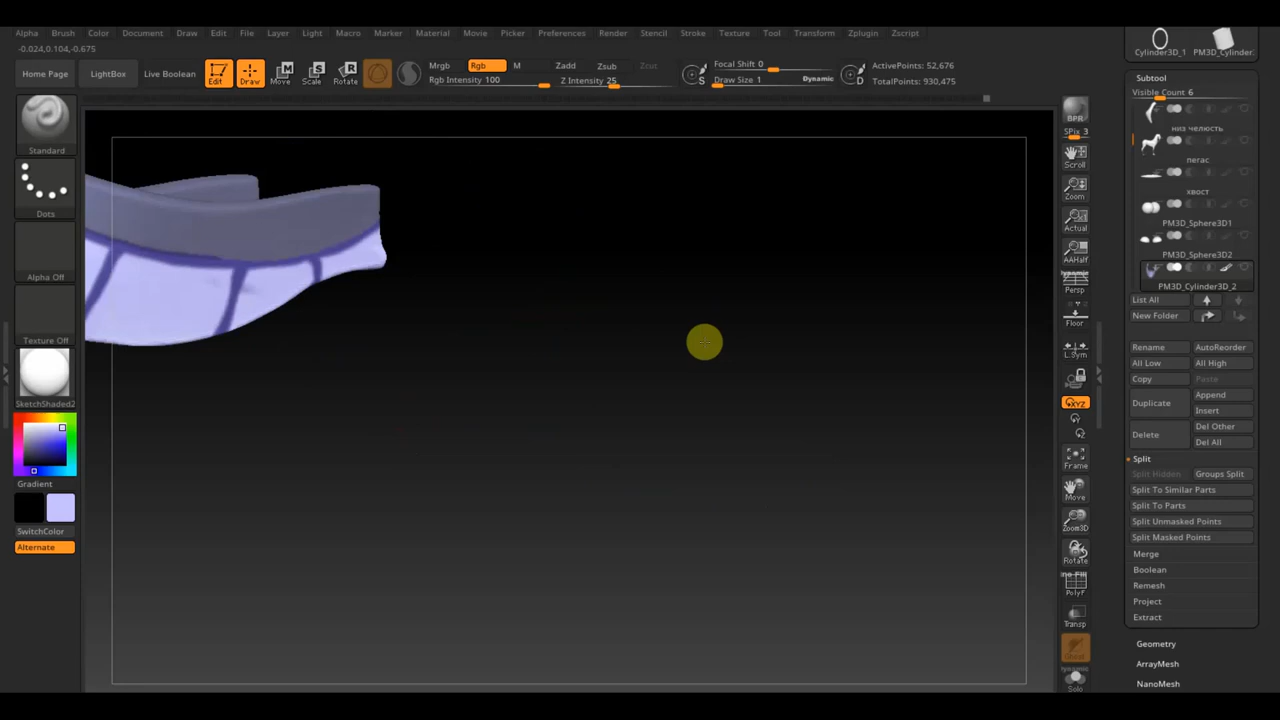 Alpha Brush Color Document Draw Edit File Layer Light Macro Marker Material Movie Picker Preferences Render Stencil Stroke Texture Tool Transform Zplugin Zscript
-0.024,0.104,-0.675
Home Page LightBox Live Boolean Edit Draw Move Scale Rotate
Mrgb Rgb M Zadd Zsub Zcut
Rgb Intensity 100 Z Intensity 25
Focal Shift 0
Draw Size 1 Dynamic
S
D
ActivePoints: 52,676
TotalPoints: 930,475
Standard
Dots
Alpha Off
Texture Off
SketchShaded2
Gradient
SwitchColor
Alternate
BPR
SPix 3
Scroll
Zoom
Actual
AAHalf
Persp
Floor
L.Sym
XYZ
Y
Z
Frame
Move
Zoom3D
Rotate
PolyF
Transp
Solo
Cylinder3D_1 PM3D_Cylinder.
Subtool
Visible Count 6
низ челюсть
пегас
хвост
PM3D_Sphere3D1
PM3D_Sphere3D2
PM3D_Cylinder3D_2
List All
New Folder
Rename AutoReorder
All Low All High
Copy Paste
Duplicate Append
Insert
Delete Del Other
Del All
Split
Split Hidden Groups Split
Split To Similar Parts
Split To Parts
Split Unmasked Points
Split Masked Points
Merge
Boolean
Remesh
Project
Extract
Geometry
ArrayMesh
NanoMesh